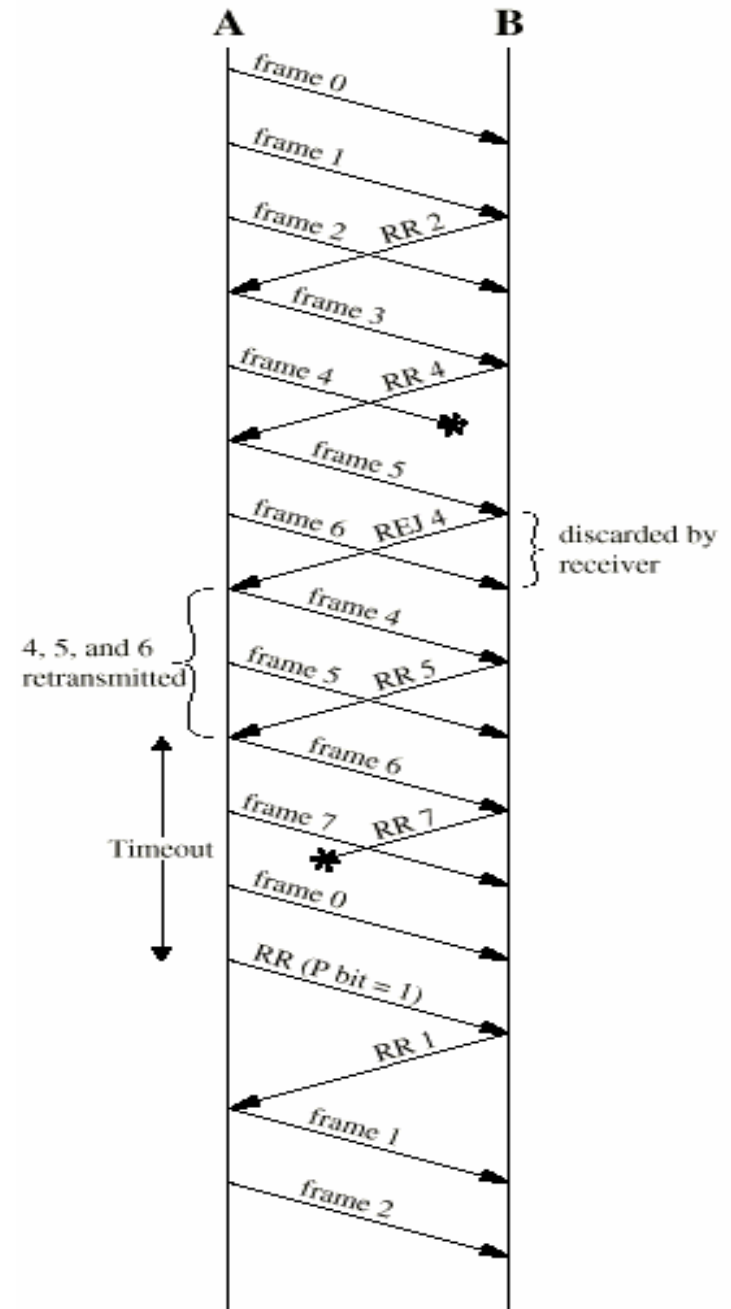 A B
frame 0
frame 1
frame 2
RR 2
frame 3
frame 4
RR 4
frame 5
frame 6
REJ 4
discarded by
receiver
frame 4
4, 5, and 6
retransmitted
frame 5
RR 5
frame 6
frame 7
RR 7
Timeout
frame 0
RR (P bit = 1)
RR 1
frame 1
frame 2